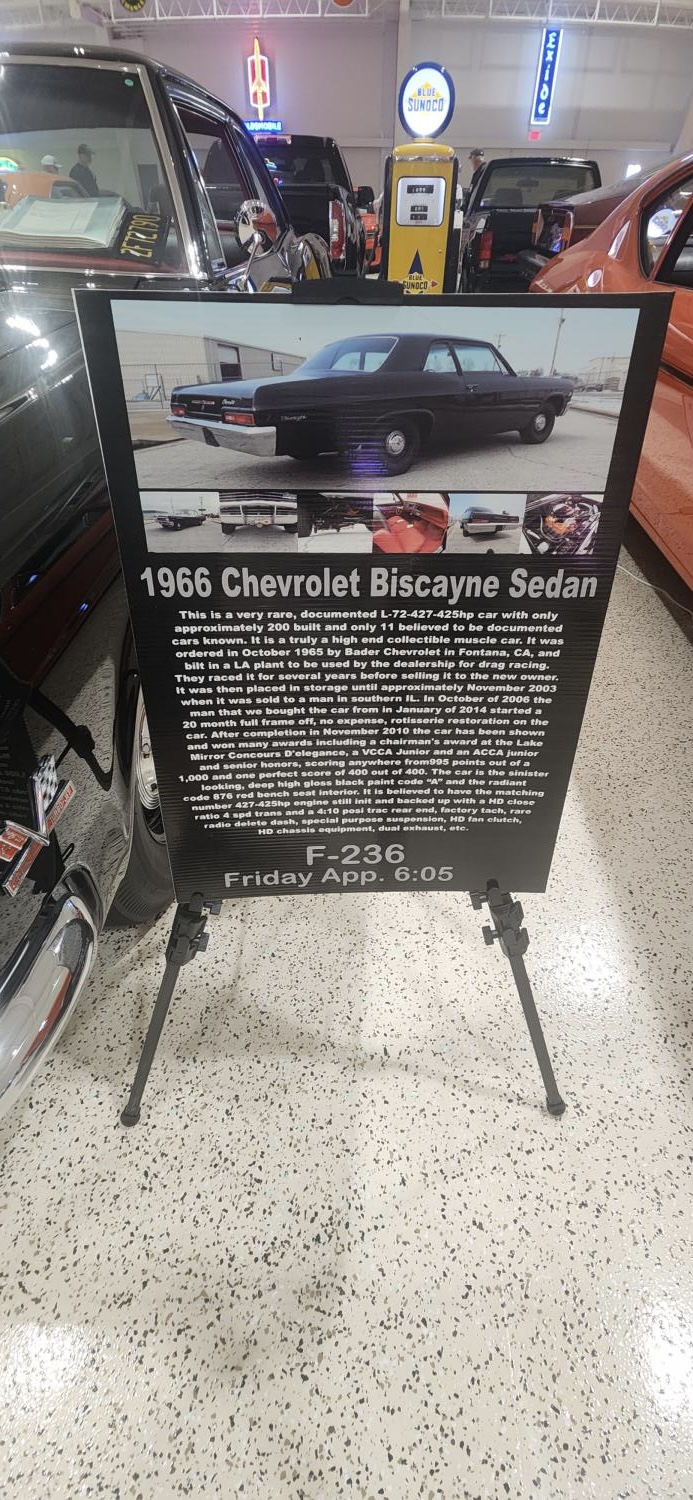 Exide
BLUE
SUNOCO
OLDSMOBILE
BLUE
SUNOCO
1966 Chevrolet Biscayne Sedan
This is a very rare, documented L-72-427-425hp car with only
approximately 200 built and only 11 believed to be documented
cars known. It is a truly a high end collectible muscle car. It was
ordered in October 1965 by Bader Chevrolet in Fontana, CA, and
bilt in a LA plant to be used by the dealership for drag racing.
They raced it for several years before selling it to the new owner.
It was then placed in storage until approximately November 2003
when it was sold to a man in southern IL. In October of 2006 the
man that we bought the car from in January of 2014 started a
20 month full frame off, no expense, rotisserie restoration on the
car. After completion in November 2010 the car has been shown
and won many awards including a chairman's award at the Lake
Mirror Concours D'elegance, a VCCA Junior and an ACCA junior
and senior honors, scoring anywhere from995 points out of a
1,000 and one perfect score of 400 out of 400. The car is the sinister
looking, deep high gloss black paint code "A" and the radiant
code 876 red bench seat interior. It is believed to have the matching
number 427-425hp engine still init and backed up with a HD close
ratio 4 spd trans and a 4:10 posi trac rear end, factory tach, rare
radio delete dash, special purpose suspension, HD fan clutch,
HD chassis equipment, dual exhaust, etc.
F-236
Friday App. 6:05